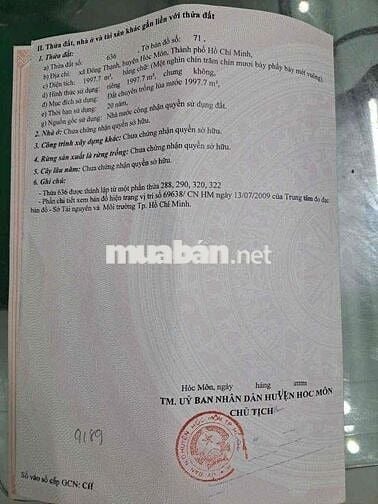 II. Thửa đất, nhà ở và tài sản khác gắn liền với thửa đất
1. Thửa đất:
a) Thửa đất số: 636 , Tờ bản đồ số: 71 .
b) Địa chỉ: xã Đông Thạnh, huyện Hóc Môn, Thành phố Hồ Chí Minh.
c) Diện tích: 1997.7 m², bằng chữ: (Một nghìn chín trăm chín mươi bảy phẩy bảy mét vuông).
d) Hình thức sử dụng: riêng 1997.7 m², chung không,
đ) Mục đích sử dụng: Đất chuyên trồng lúa nước 1997.7 m².
e) Thời hạn sử dụng: 20 năm.
g) Nguồn gốc sử dụng: Nhà nước công nhận quyền sử dụng đất.
2. Nhà ở: Chưa chứng nhận quyền sở hữu.
3. Công trình xây dựng khác: Chưa chứng nhận quyền sở hữu.
4. Rừng sản xuất là rừng trồng: Chưa chứng nhận quyền sở hữu.
5. Cây lâu năm: Chưa chứng nhận quyền sở hữu.
6. Ghi chú:
- Thửa 636 được thành lập từ một phần thửa 288, 290, 320, 322
- Phần chi tiết xem bản đồ hiện trạng vị trí số 69638/ CN HM ngày 13/07/2009 của Trung tâm đo đạc
bản đồ - Sở Tài nguyên và Môi trường Tp. Hồ Chí Minh.
muaban.net
Hóc Môn, ngày tháng năm
TM. UỶ BAN NHÂN DÂN HUYỆN HÓC MÔN
CHỦ TỊCH
9189
Số vào sổ cấp GCN: CH